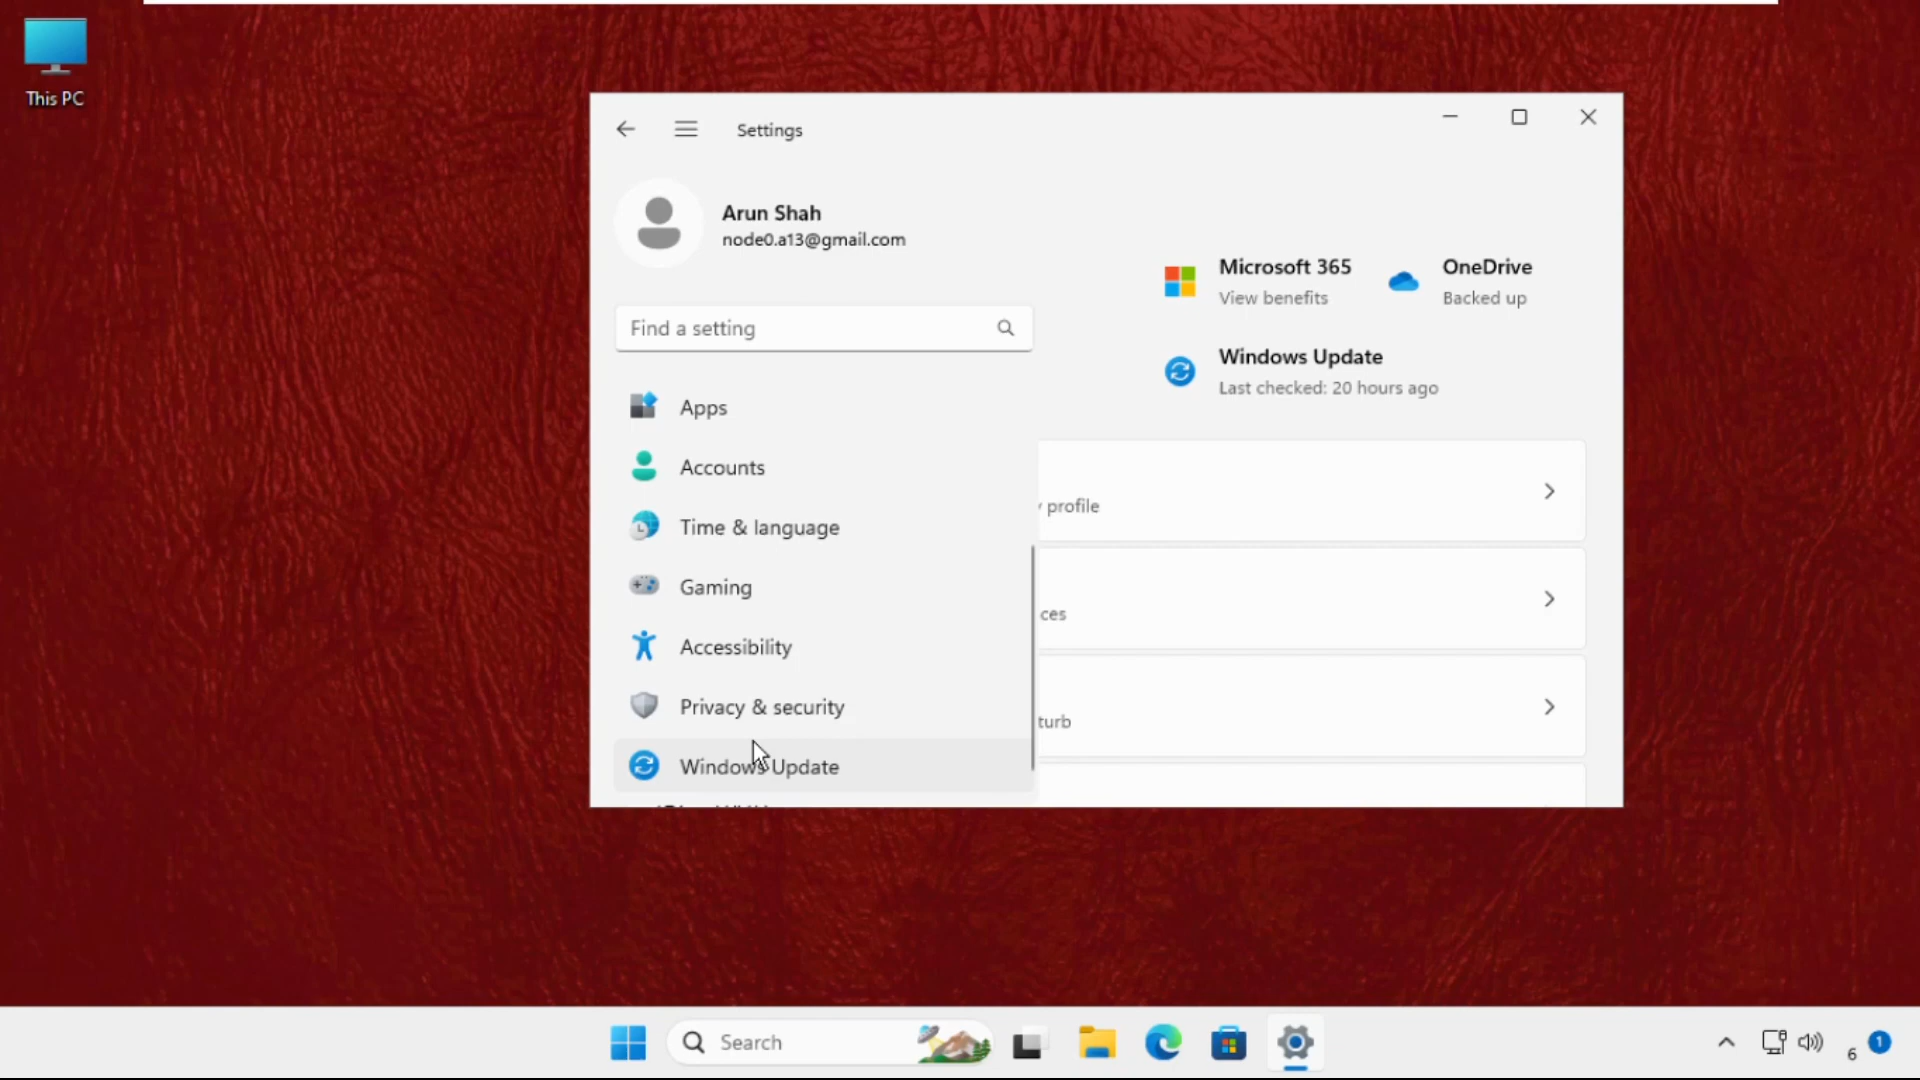 This PC
Settings
Arun Shah
node0.a13@gmail.com
Find a setting
Apps
Accounts
Time & language
Gaming
Accessibility
Privacy & security
Windows Update
Microsoft 365
View benefits
OneDrive
Backed up
Windows Update
Last checked: 20 hours ago
profile
ces
turb
Search
6
1